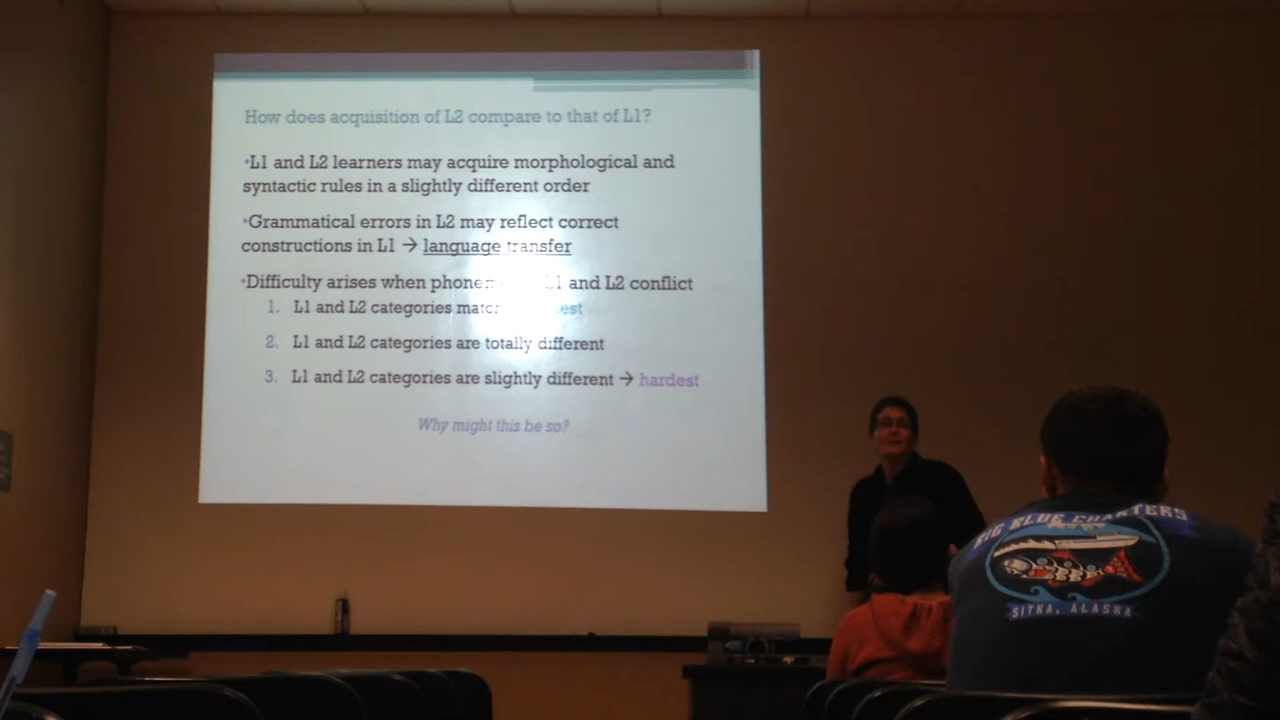 How does acquisition of L2 compare to that of L1?
•L1 and L2 learners may acquire morphological and
syntactic rules in a slightly different order
•Grammatical errors in L2 may reflect correct
constructions in L1 → language transfer
•Difficulty arises when L1 and L2 conflict
1. L1 and L2 categories
2. L1 and L2 categories are totally different
3. L1 and L2 categories are slightly different → hardest
Why might this be so?
BIG BLUE CHARTERS
SITKA, ALASKA